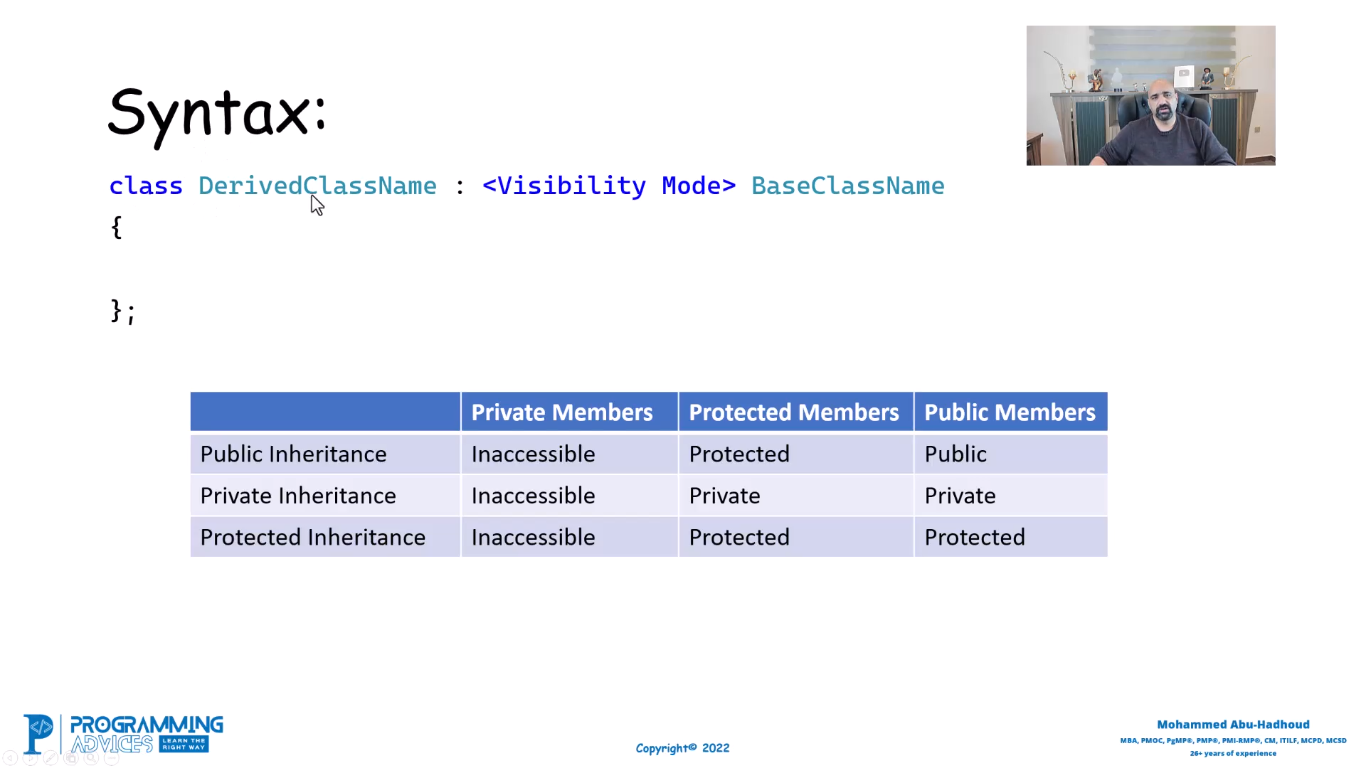 Syntax:
class DerivedClassName : <Visibility Mode> BaseClassName
{
};
Private Members Protected Members Public Members
Public Inheritance Inaccessible Protected Public
Private Inheritance Inaccessible Private Private
Protected Inheritance Inaccessible Protected Protected
PROGRAMMING
ADVICES LEARN THE
RIGHT WAY
Copyright© 2022
Mohammed Abu-Hadhoud
MBA, PMOC, PgMP®, PMP®, PMI-RMP®, CM, ITILF, MCPD, MCSD
26+ years of experience